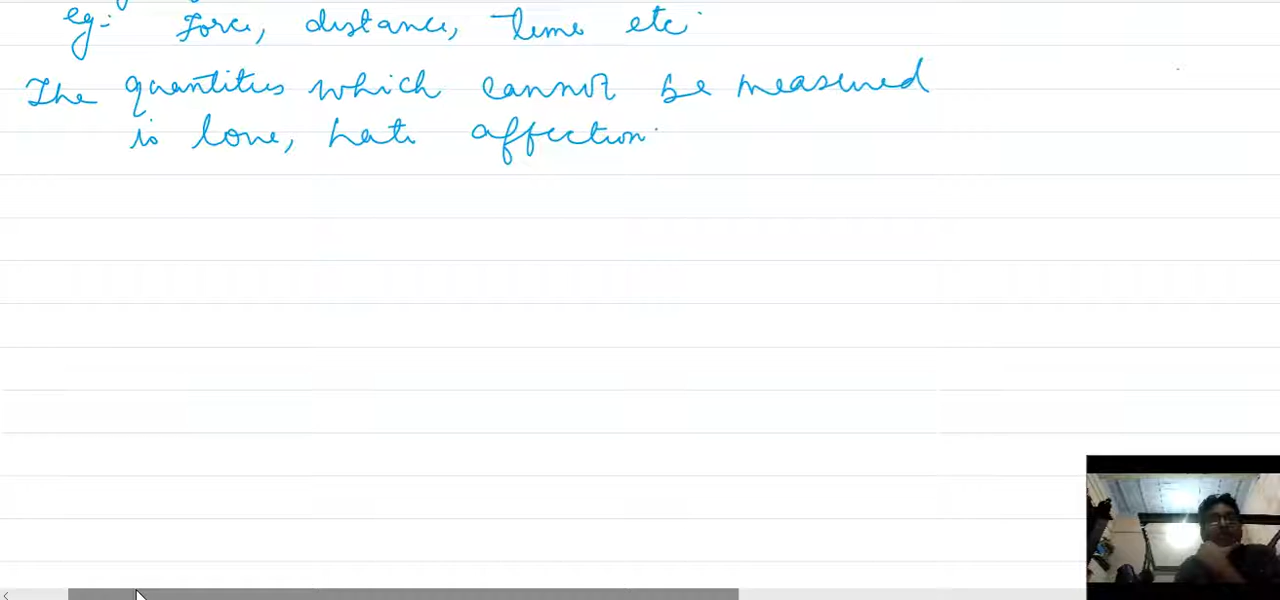 eg:- force, distance, time etc.
The quantities which cannot be measured
is love, hate affection.